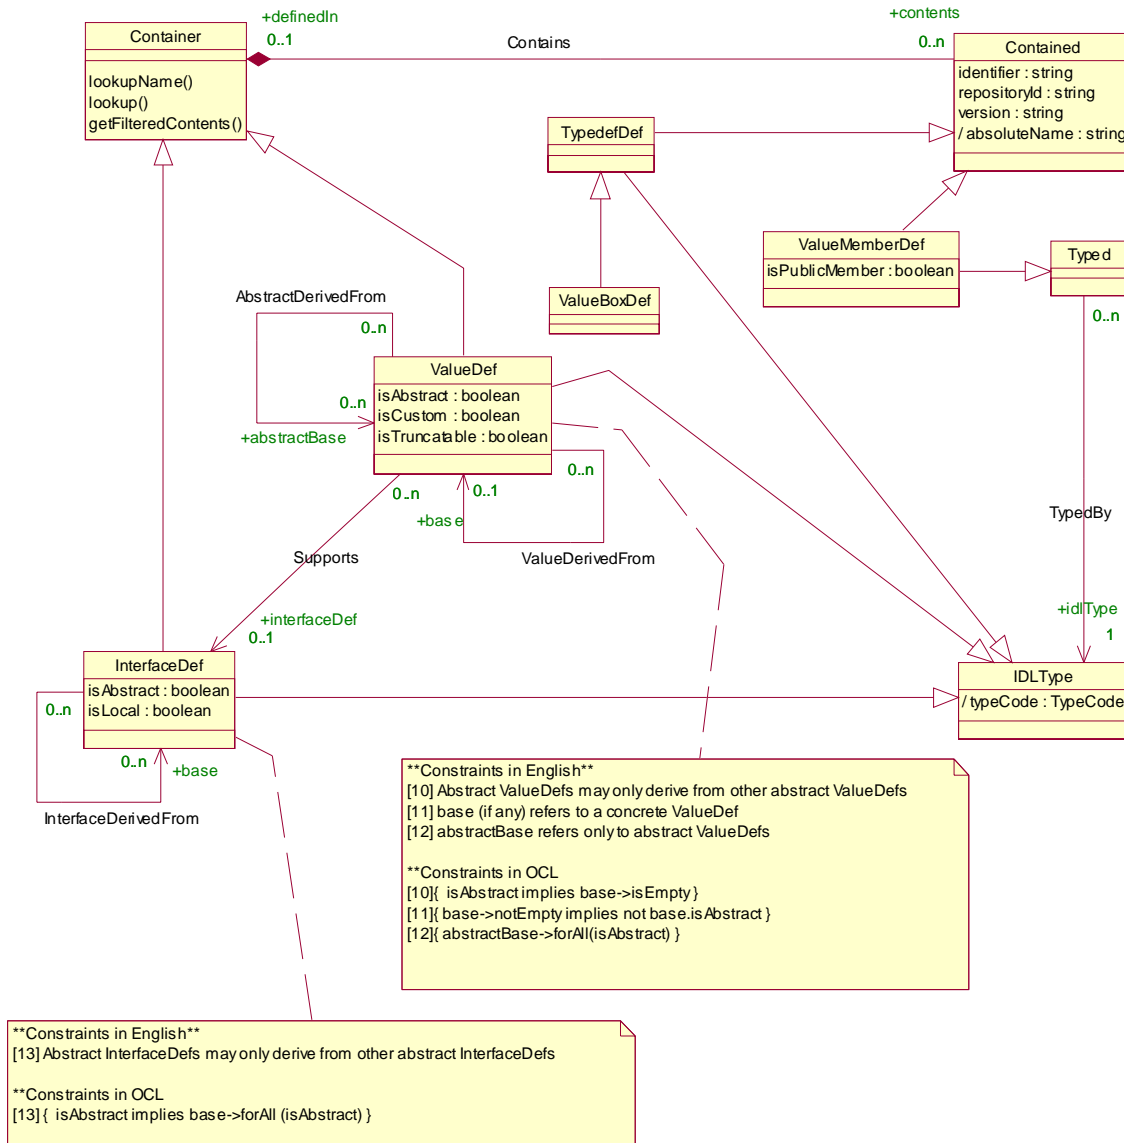 +definedIn
0..1
Contains
+contents
0..n
Container
lookupName()
lookup()
getFilteredContents()
Contained
identifier : string
repositoryId : string
version : string
/ absoluteName : string
TypedefDef
ValueMemberDef
isPublicMember : boolean
Typed
0..n
ValueBoxDef
AbstractDerivedFrom
0..n
0..n
+abstractBase
ValueDef
isAbstract : boolean
isCustom : boolean
isTruncatable : boolean
0..n
0..1
0..n
+base
ValueDerivedFrom
Supports
TypedBy
+interfaceDef
0..1
+idlType
1
InterfaceDef
isAbstract : boolean
isLocal : boolean
0..n
0..n
+base
InterfaceDerivedFrom
IDLType
/ typeCode : TypeCode
**Constraints in English**
[10] Abstract ValueDefs may only derive from other abstract ValueDefs
[11] base (if any) refers to a concrete ValueDef
[12] abstractBase refers only to abstract ValueDefs
**Constraints in OCL
[10]{ isAbstract implies base->isEmpty }
[11]{ base->notEmpty implies not base.isAbstract }
[12]{ abstractBase->forAll(isAbstract) }
**Constraints in English**
[13] Abstract InterfaceDefs may only derive from other abstract InterfaceDefs
**Constraints in OCL
[13] { isAbstract implies base->forAll (isAbstract) }